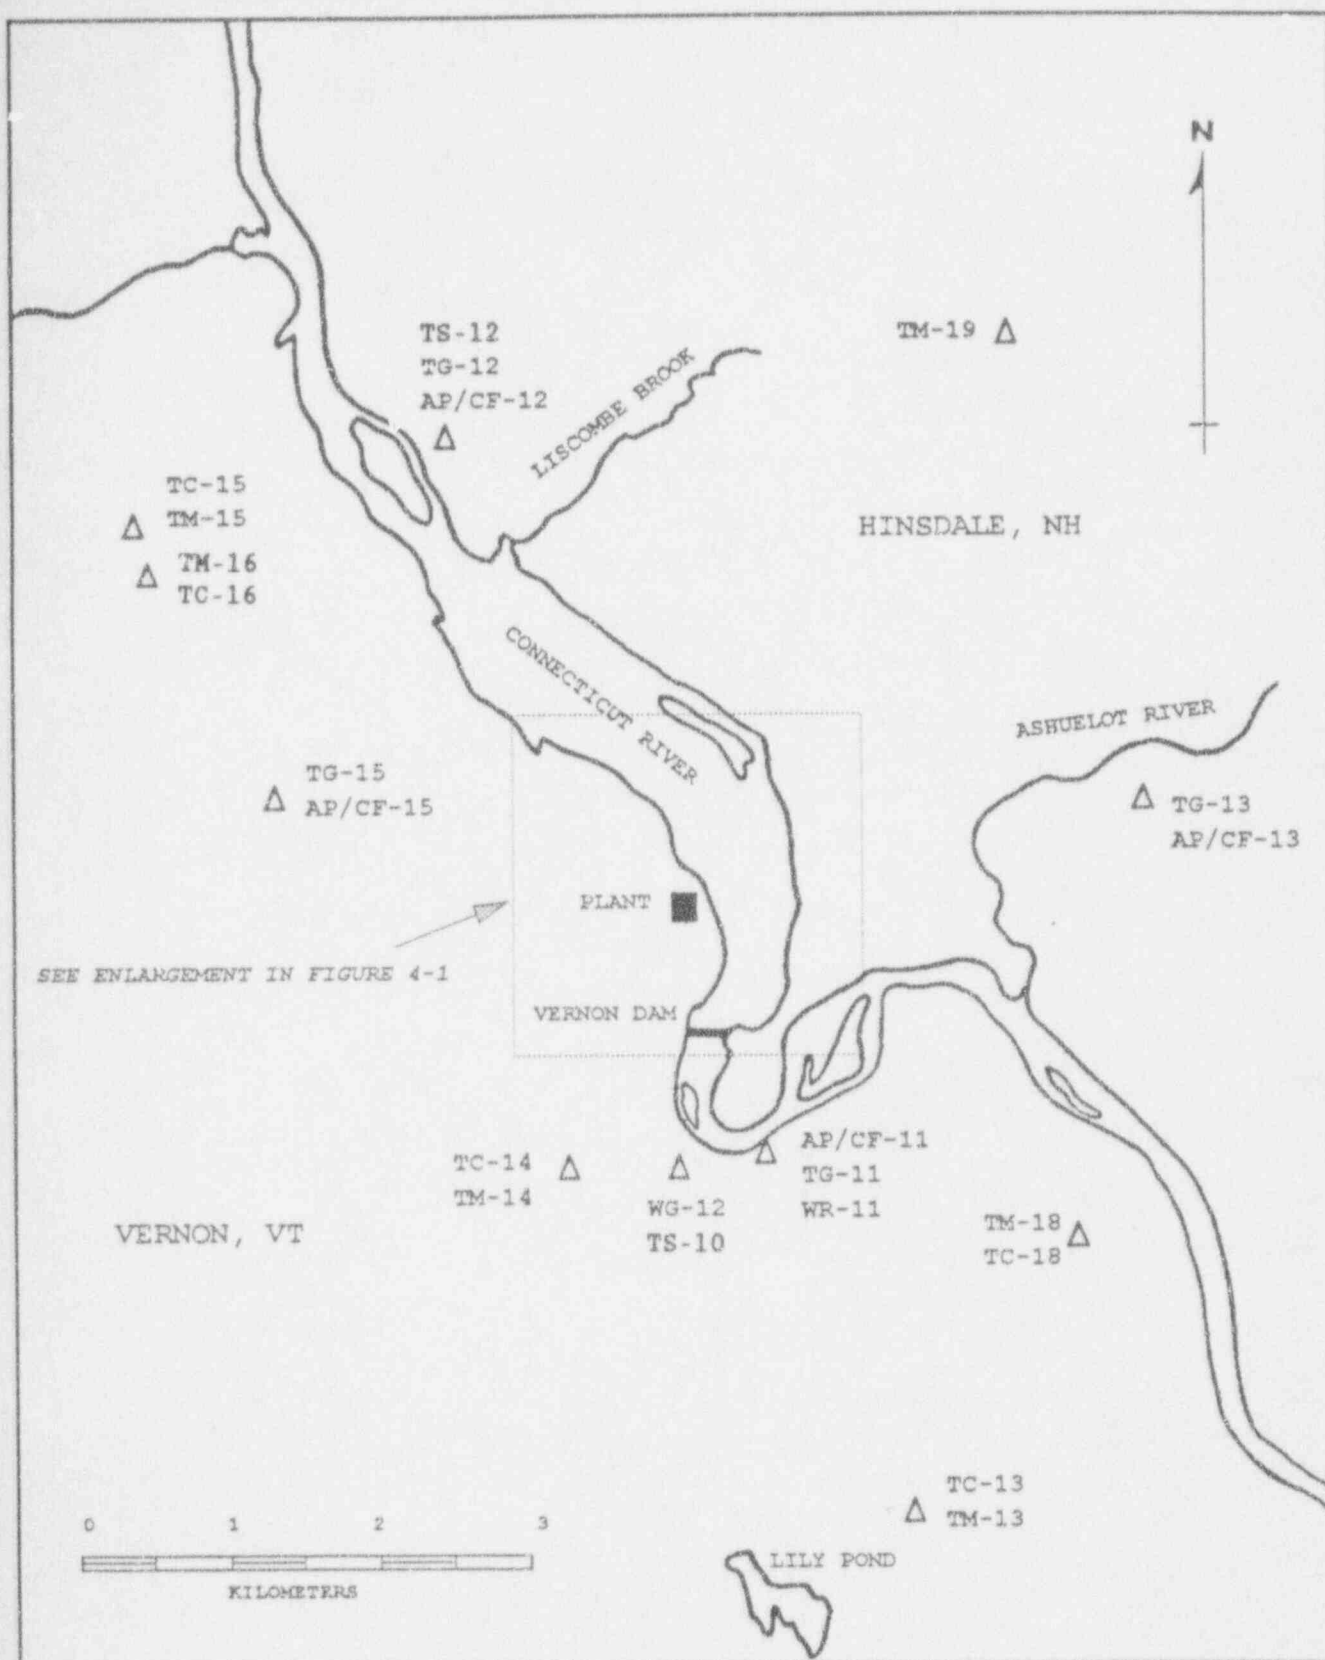 N
TM-19
TS-12
TG-12
AP/CF-12
LISCOMBE BROOK
TC-15
TM-15
TM-16
TC-16
HINSDALE, NH
CONNECTICUT RIVER
ASHUELOT RIVER
TG-15
AP/CF-15
TG-13
AP/CF-13
PLANT
SEE ENLARGEMENT IN FIGURE 4-1
VERNON DAM
AP/CF-11
TG-11
WR-11
TC-14
TM-14
WG-12
TS-10
VERNON, VT
TM-18
TC-18
TC-13
TM-13
0 1 2 3
KILOMETERS
LILY POND